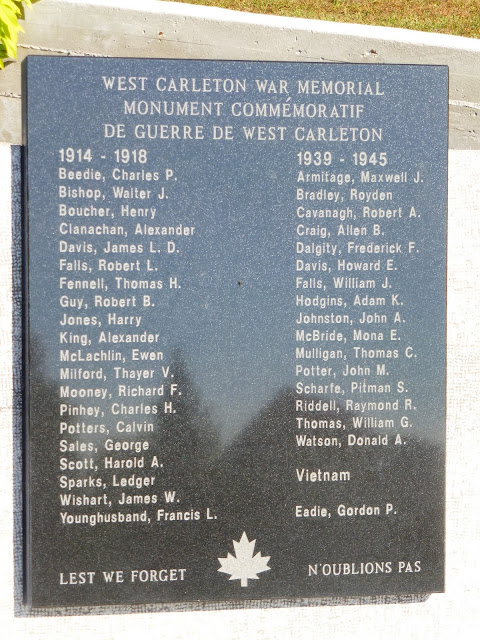 WEST CARLETON WAR MEMORIAL
MONUMENT COMMÉMORATIF
DE GUERRE DE WEST CARLETON
1914 - 1918
Beedie, Charles P.
Bishop, Walter J.
Boucher, Henry
Clanachan, Alexander
Davis, James L. D.
Falls, Robert L.
Fennell, Thomas H.
Guy, Robert B.
Jones, Harry
King, Alexander
McLachlin, Ewen
Milford, Thayer V.
Mooney, Richard F.
Pinhey, Charles H.
Potters, Calvin
Sales, George
Scott, Harold A.
Sparks, Ledger
Wishart, James W.
Younghusband, Francis L.
1939 - 1945
Armitage, Maxwell J.
Bradley, Royden
Cavanagh, Robert A.
Craig, Allen B.
Dalgity, Frederick F.
Davis, Howard E.
Falls, William J.
Hodgins, Adam K.
Johnston, John A.
McBride, Mona E.
Mulligan, Thomas C.
Potter, John M.
Scharfe, Pitman S.
Riddell, Raymond R.
Thomas, William G.
Watson, Donald A.
Vietnam
Eadie, Gordon P.
LEST WE FORGET
N'OUBLIONS PAS